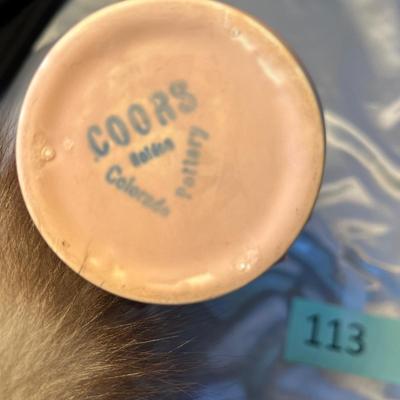 COORS
Golden
Colorado
Pottery
113